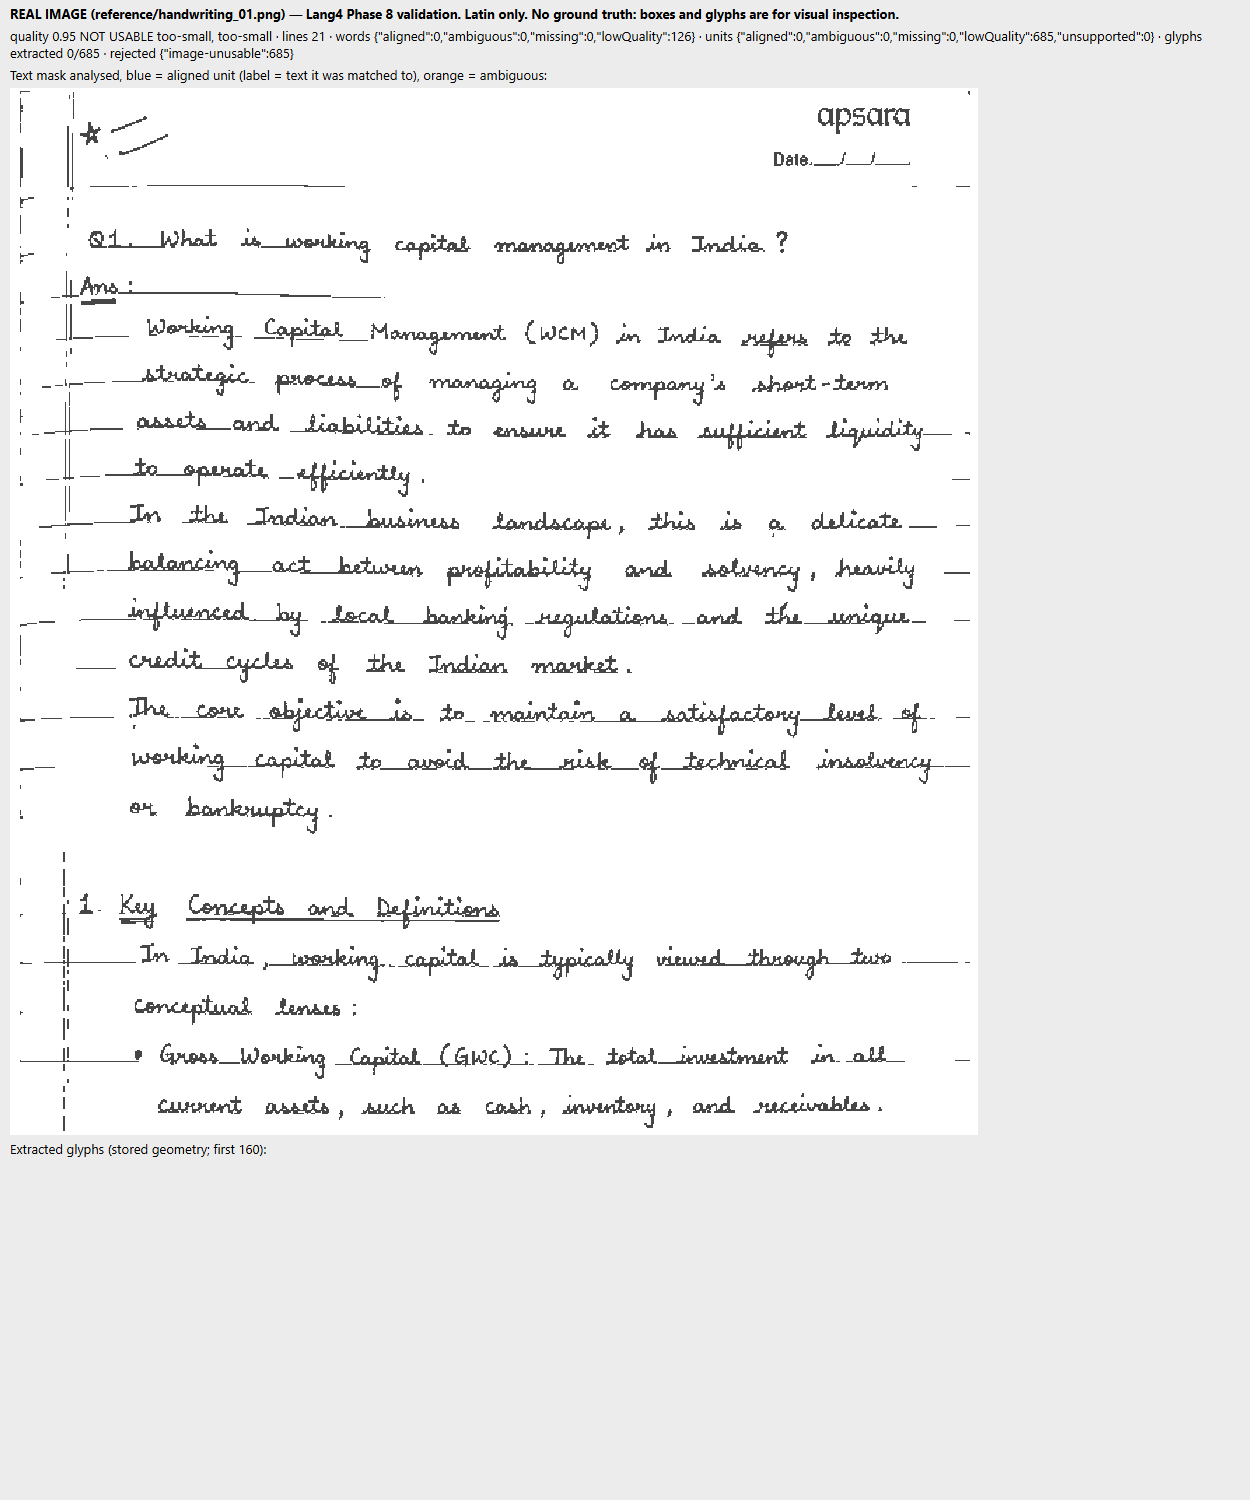 REAL IMAGE (reference/handwriting_01.png) — Lang4 Phase 8 validation. Latin only. No ground truth: boxes and glyphs are for visual inspection.
quality 0.95 NOT USABLE too-small, too-small · lines 21 · words {"aligned":0,"ambiguous":0,"missing":0,"lowQuality":126} · units {"aligned":0,"ambiguous":0,"missing":0,"lowQuality":685,"unsupported":0} · glyphs
extracted 0/685 · rejected {"image-unusable":685}
Text mask analysed, blue = aligned unit (label = text it was matched to), orange = ambiguous:
apsara
Date.__/__/__
Q1. What is working capital management in India ?
Ans :
Working Capital Management (WCM) in India refers to the
strategic process of managing a company's short-term
assets and liabilities to ensure it has sufficient liquidity
to operate efficiently.
In the Indian business landscape, this is a delicate
balancing act between profitability and solvency, heavily
influenced by local banking regulations and the unique
credit cycles of the Indian market.
The core objective is to maintain a satisfactory level of
working capital to avoid the risk of technical insolvency
or bankruptcy.
1. Key Concepts and Definitions
In India, working capital is typically viewed through two
conceptual lenses :
• Gross Working Capital (GWC) : The total investment in all
current assets, such as cash, inventory, and receivables.
Extracted glyphs (stored geometry; first 160):